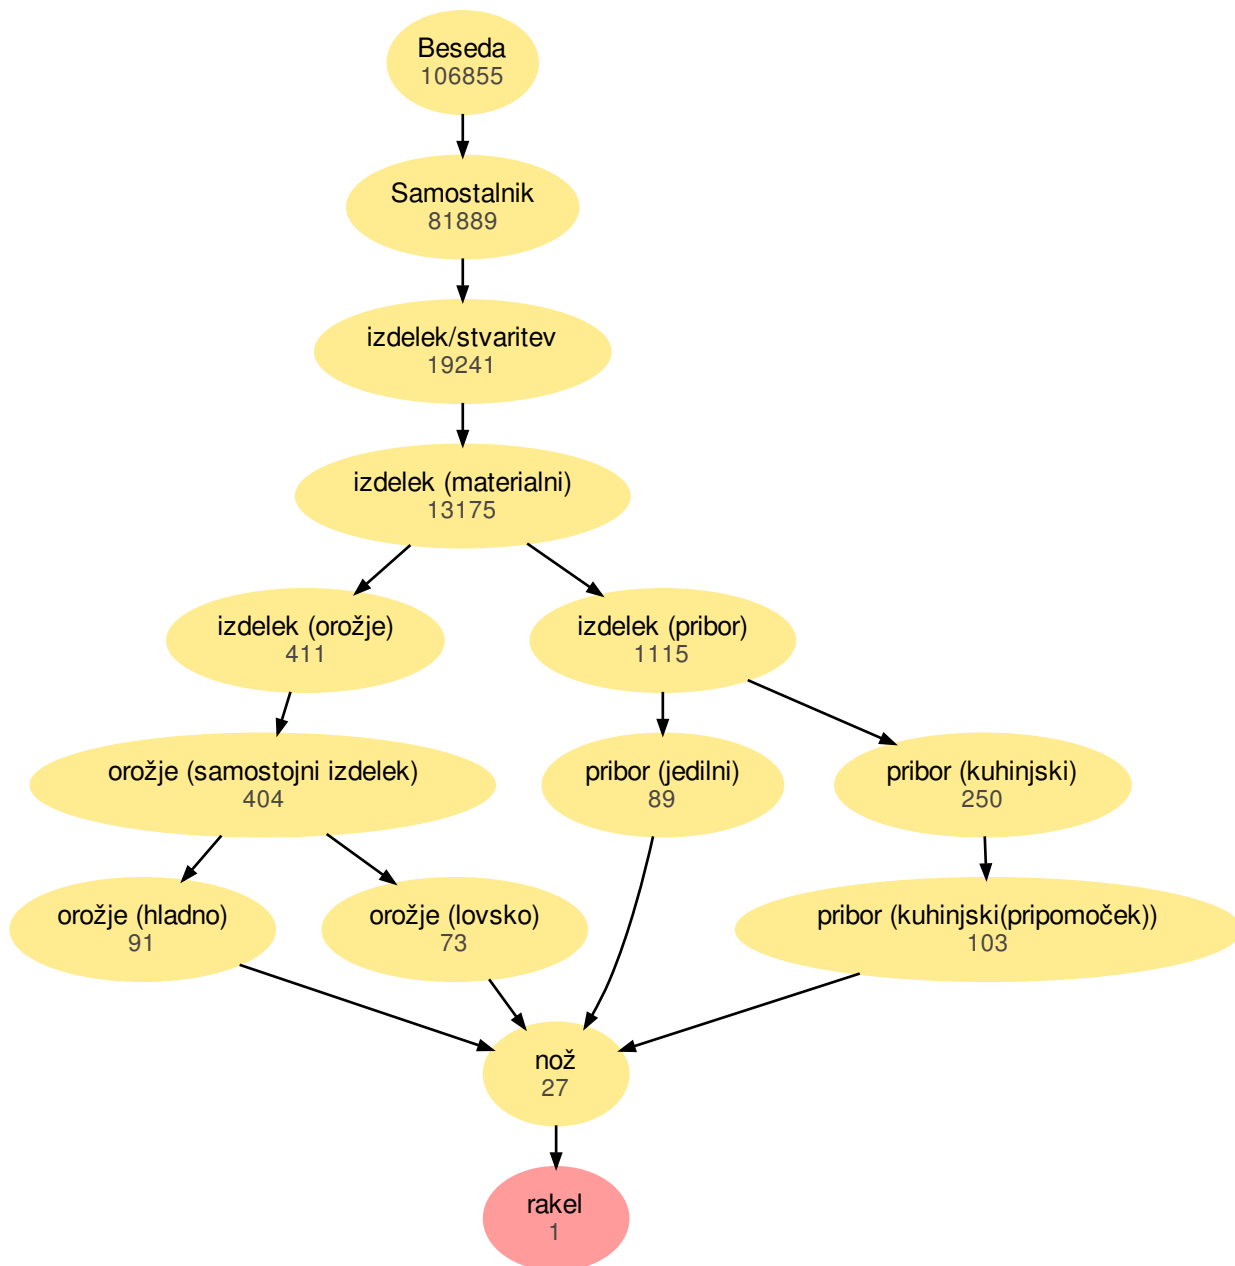 Beseda
106855
Samostalnik
81889
izdelek/stvaritev
19241
izdelek (materialni)
13175
izdelek (orožje)
411
izdelek (pribor)
1115
orožje (samostojni izdelek)
404
pribor (jedilni)
89
pribor (kuhinjski)
250
orožje (hladno)
91
orožje (lovsko)
73
pribor (kuhinjski(pripomoček))
103
nož
27
rakel
1